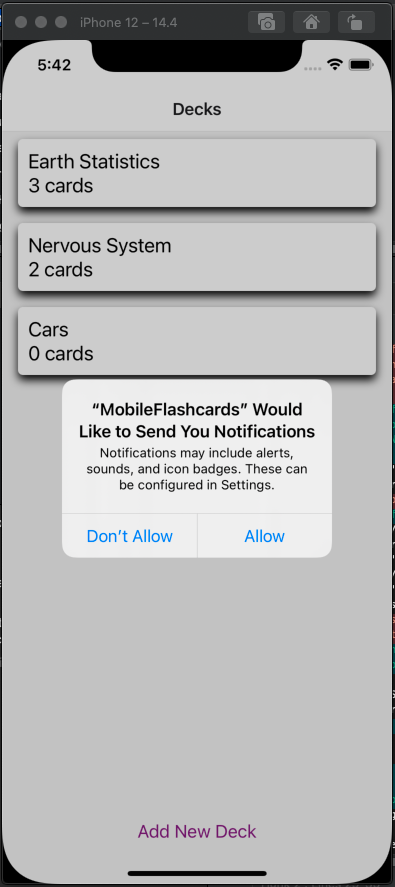 iPhone 12 – 14.4
5:42
Decks
Earth Statistics
3 cards
Nervous System
2 cards
Cars
0 cards
“MobileFlashcards” Would
Like to Send You Notifications
Notifications may include alerts,
sounds, and icon badges. These can
be configured in Settings.
Don’t Allow
Allow
Add New Deck